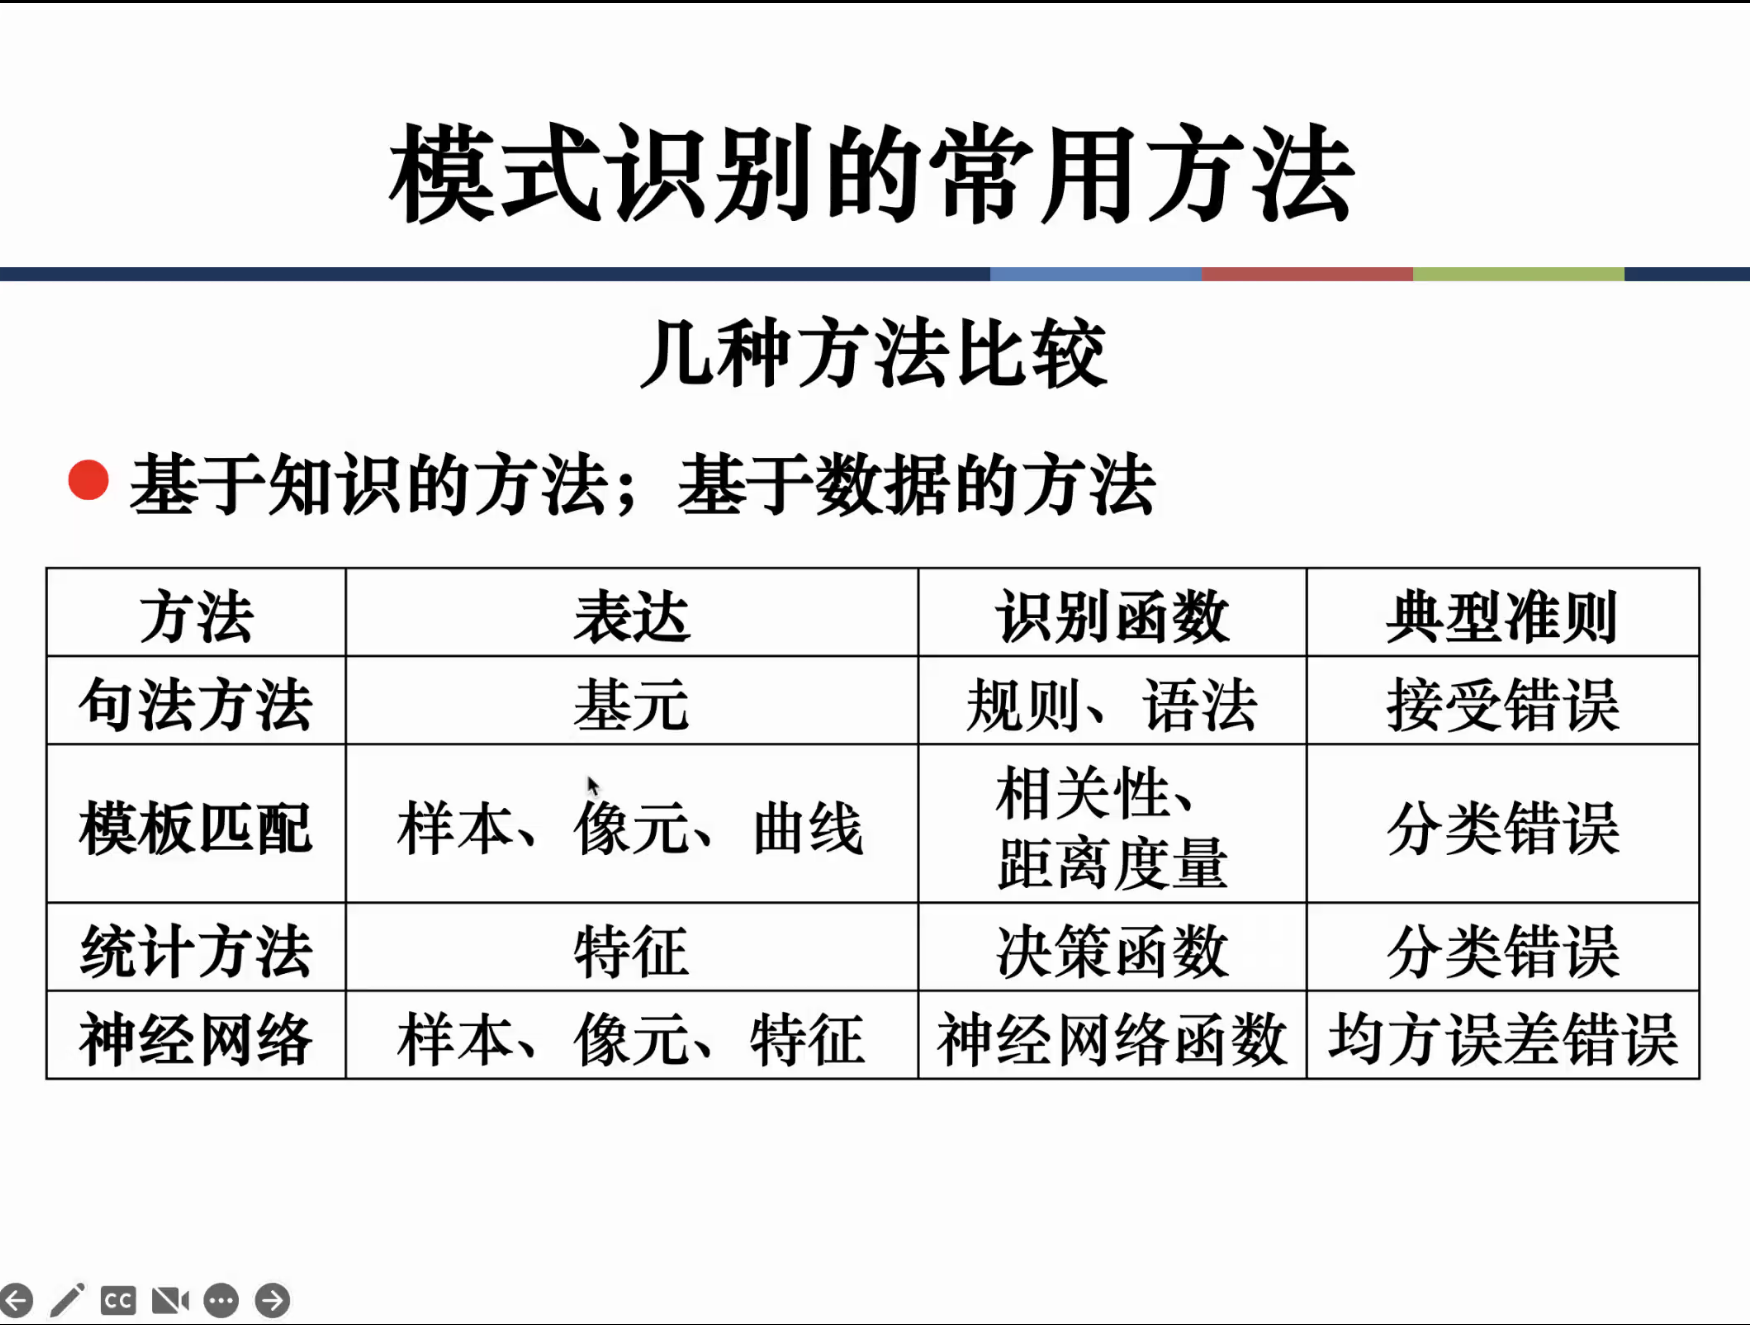 模式识别的常用方法
几种方法比较
基于知识的方法；基于数据的方法
方法 表达 识别函数 典型准则
句法方法 基元 规则、语法 接受错误
模板匹配 样本、像元、曲线 相关性、
距离度量 分类错误
统计方法 特征 决策函数 分类错误
神经网络 样本、像元、特征 神经网络函数 均方误差错误
CC